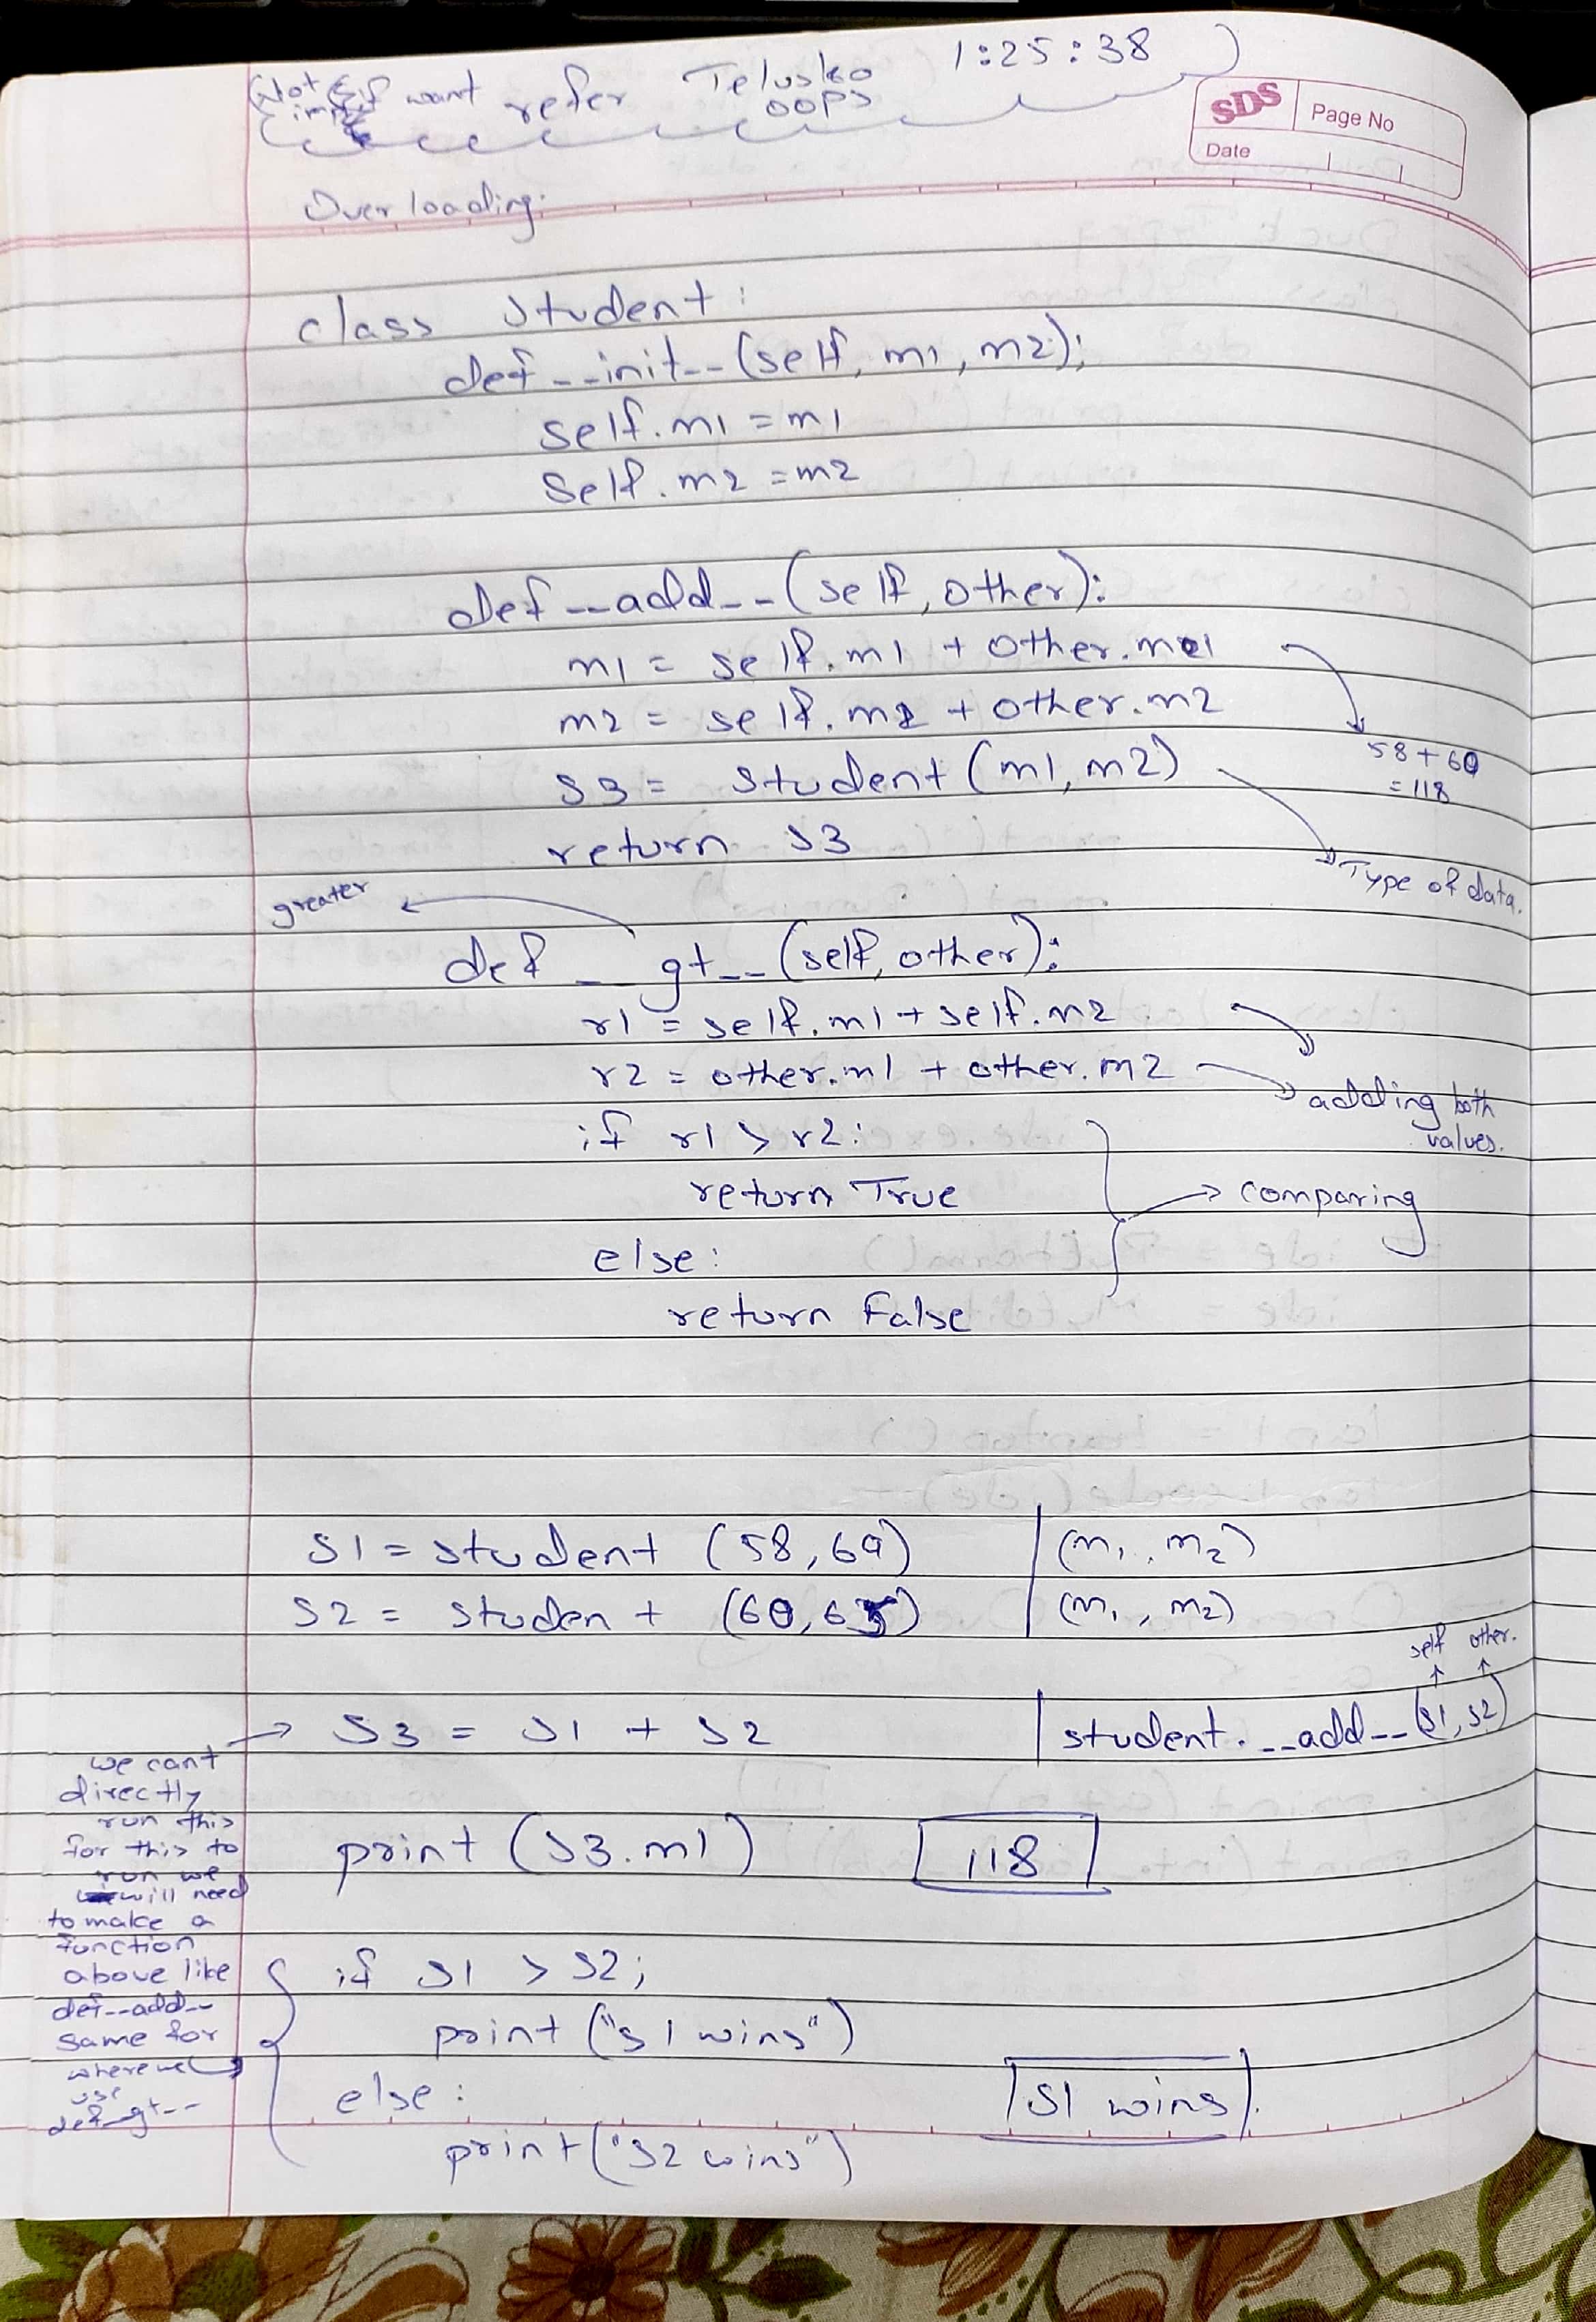 (Not imp if want refer Telusko oops 1:25:38)
SDS Page No
Date
Overloading:
class student:
def __init__(self, m1, m2);
self.m1 = m1
self.m2 = m2
def __add__(self, other):
m1 = self.m1 + other.m1
m2 = self.m2 + other.m2
58+60
=118
s3 = student (m1, m2)
return s3
Type of data.
greater
def __gt__(self, other):
r1 = self.m1 + self.m2
r2 = other.m1 + other.m2
adding both
values.
if r1 > r2:
return True
comparing
else:
return False
s1 = student (58, 69) | (m1, m2)
s2 = student (60, 65) | (m1, m2)
self other.
s3 = s1 + s2 | student.__add__(s1, s2)
we cant
directly
run this
for this to
run we
will need
to make a
function
above like
def__add__
same for
where we
use
def_gt__
print (s3.m1) 118
if s1 > s2;
print ("s1 wins")
else: s1 wins.
print("s2 wins")